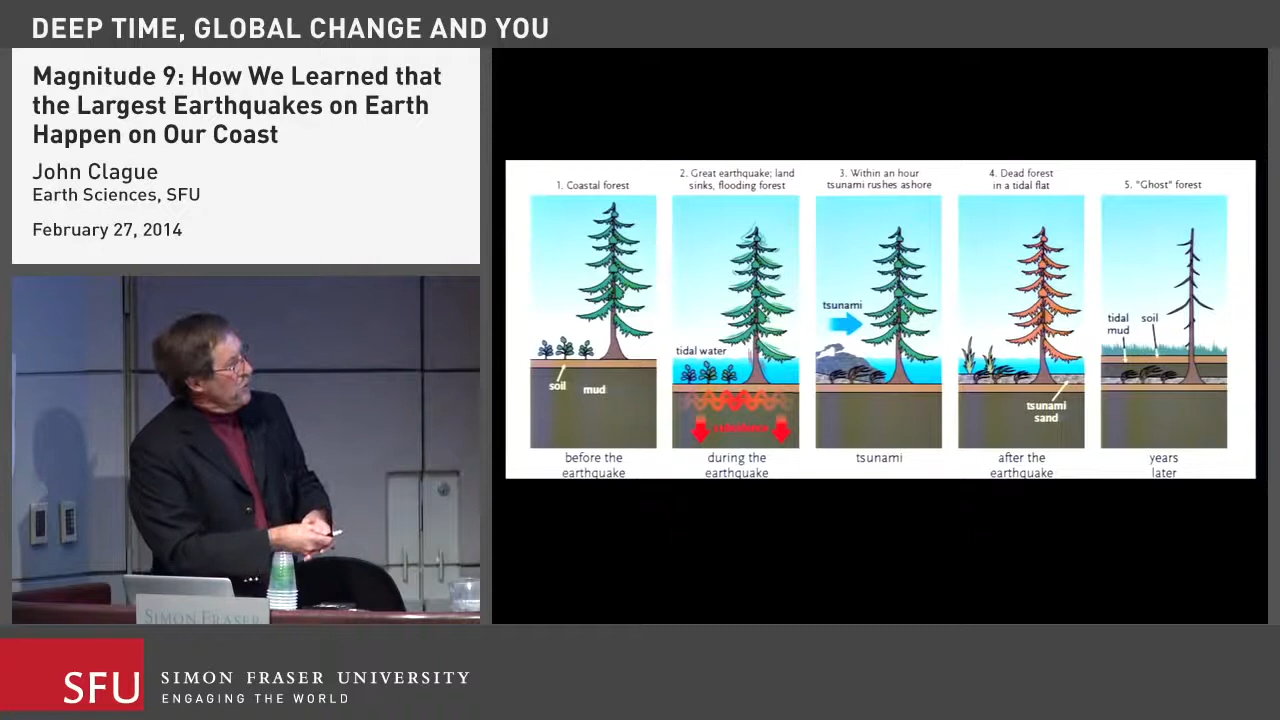 DEEP TIME, GLOBAL CHANGE AND YOU
Magnitude 9: How We Learned that
the Largest Earthquakes on Earth
Happen on Our Coast
John Clague
Earth Sciences, SFU
February 27, 2014
1. Coastal forest
2. Great earthquake; land
sinks, flooding forest
3. Within an hour
tsunami rushes ashore
4. Dead forest
in a tidal flat
5. "Ghost" forest
soil
mud
tidal water
subsidence
tsunami
tsunami
sand
tidal
mud
soil
before the
earthquake
during the
earthquake
tsunami
after the
earthquake
years
later
SIMON FRASER
SFU
SIMON FRASER UNIVERSITY
ENGAGING THE WORLD